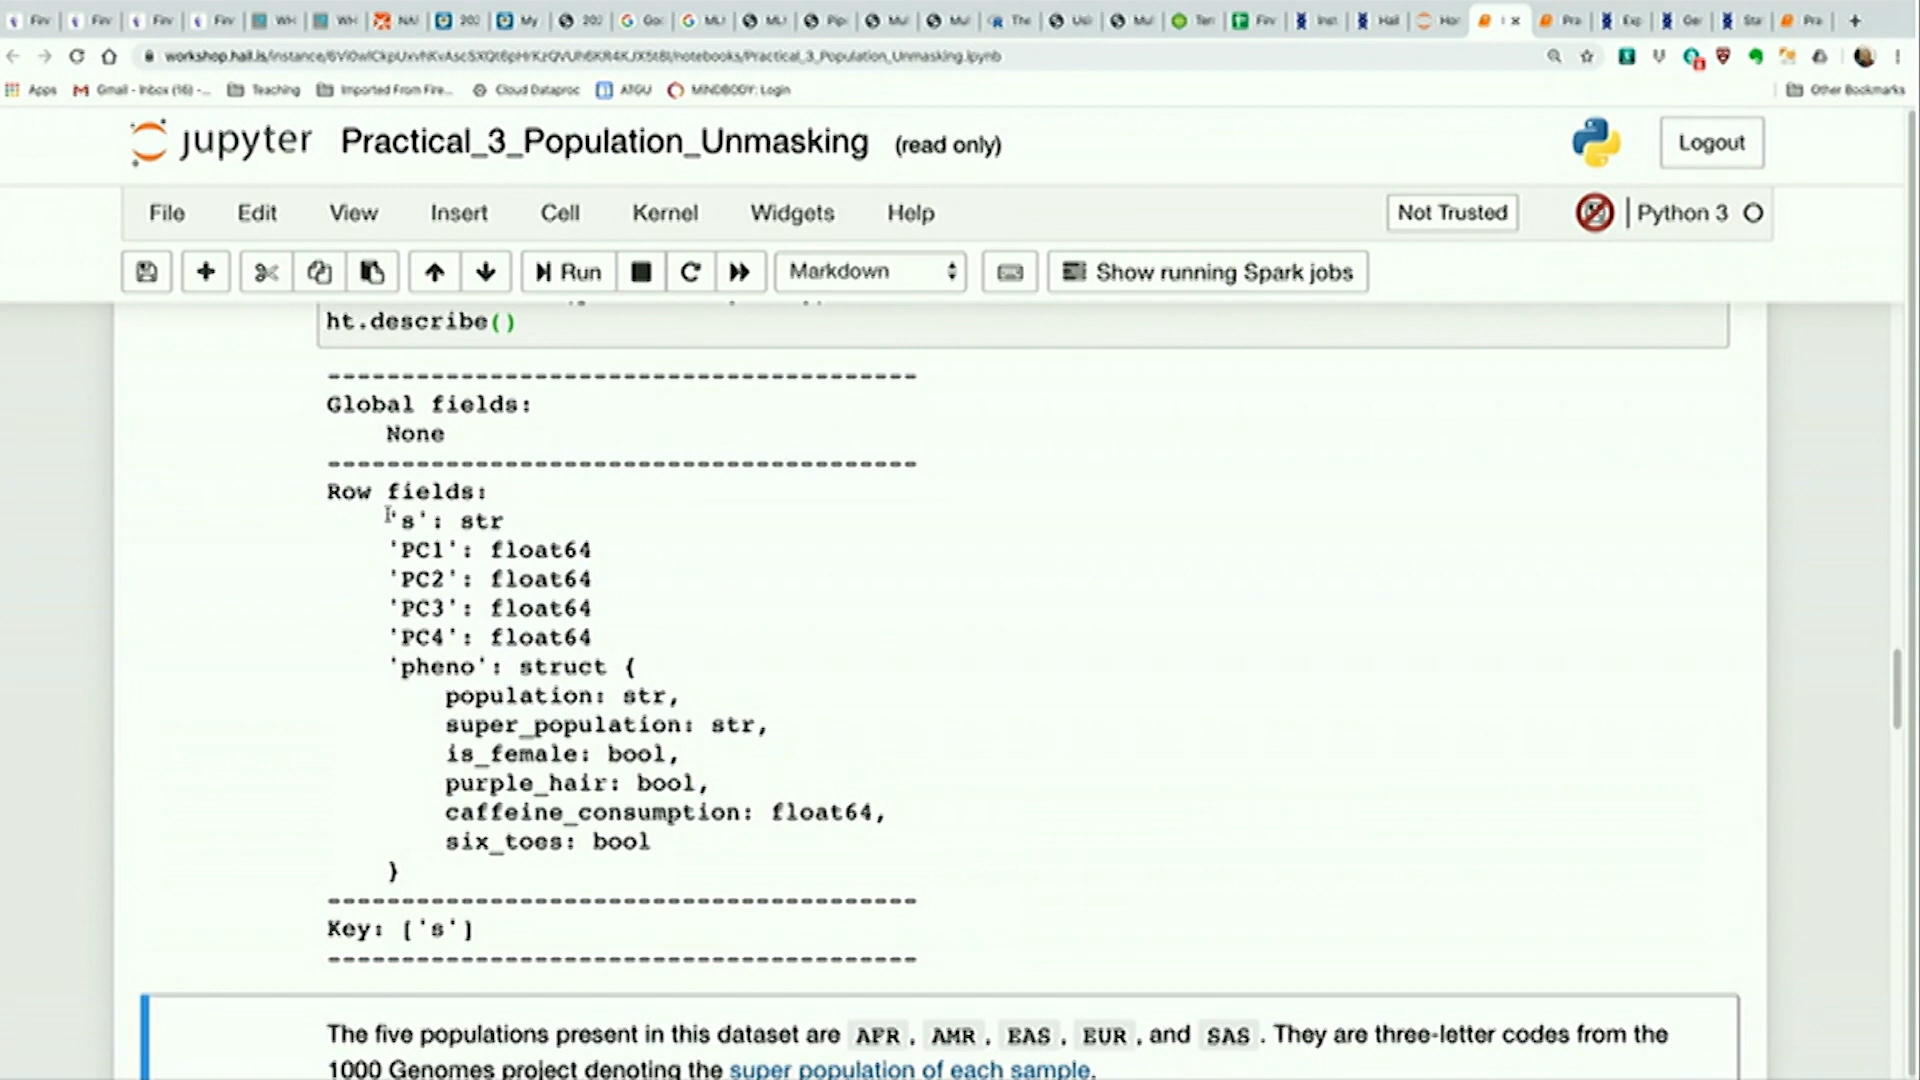 workshop.hail.is/instance/
/notebooks/Practical_3_Population_Unmasking.ipynb
Apps Gmail - Inbox (16) -... Teaching Imported From Fire... Cloud Dataproc ATGU MINDBODY: Login Other Bookmarks
jupyter Practical_3_Population_Unmasking (read only) Logout
File Edit View Insert Cell Kernel Widgets Help Not Trusted Python 3
Run Markdown Show running Spark jobs
ht.describe()
----------------------------------------
Global fields:
None
----------------------------------------
Row fields:
's': str
'PC1': float64
'PC2': float64
'PC3': float64
'PC4': float64
'pheno': struct {
population: str,
super_population: str,
is_female: bool,
purple_hair: bool,
caffeine_consumption: float64,
six_toes: bool
}
----------------------------------------
Key: ['s']
----------------------------------------
The five populations present in this dataset are AFR, AMR, EAS, EUR, and SAS. They are three-letter codes from the
1000 Genomes project denoting the super population of each sample.